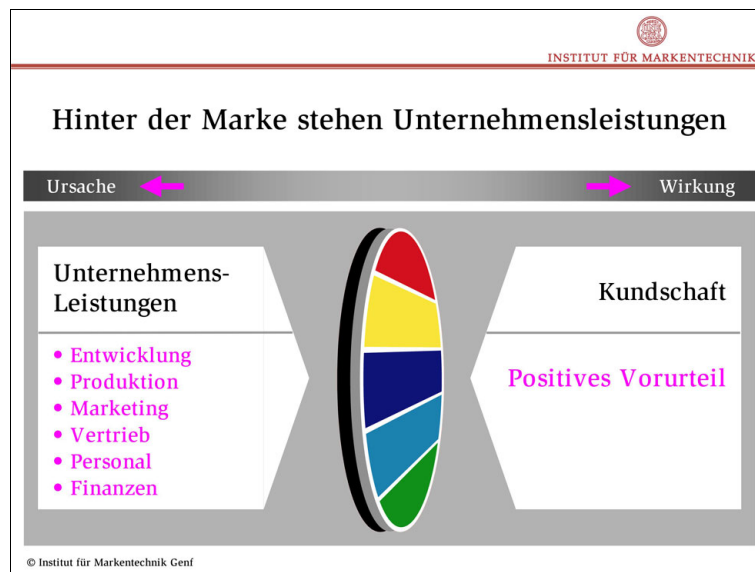 INSTITUT FÜR MARKENTECHNIK
Hinter der Marke stehen Unternehmensleistungen
Ursache
Wirkung
Unternehmens-
Leistungen
• Entwicklung
• Produktion
• Marketing
• Vertrieb
• Personal
• Finanzen
Kundschaft
Positives Vorurteil
© Institut für Markentechnik Genf